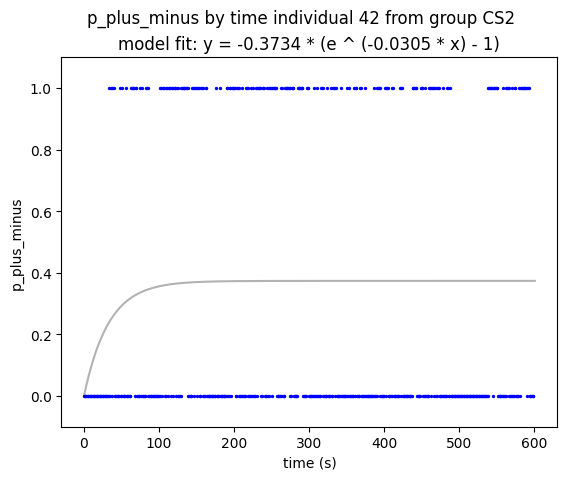 p_plus_minus by time individual 42 from group CS2
model fit: y = -0.3734 * (e ^ (-0.0305 * x) - 1)
1.0
0.8
0.6
0.4
0.2
0.0
p_plus_minus
0 100 200 300 400 500 600
time (s)